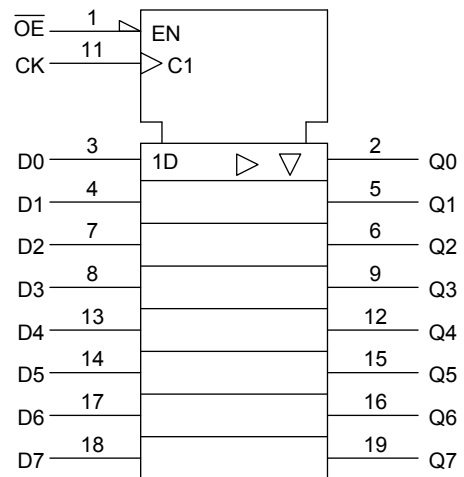 O̅E̅ 1 EN
CK 11 C1
D0 3 1D 2 Q0
D1 4 5 Q1
D2 7 6 Q2
D3 8 9 Q3
D4 13 12 Q4
D5 14 15 Q5
D6 17 16 Q6
D7 18 19 Q7